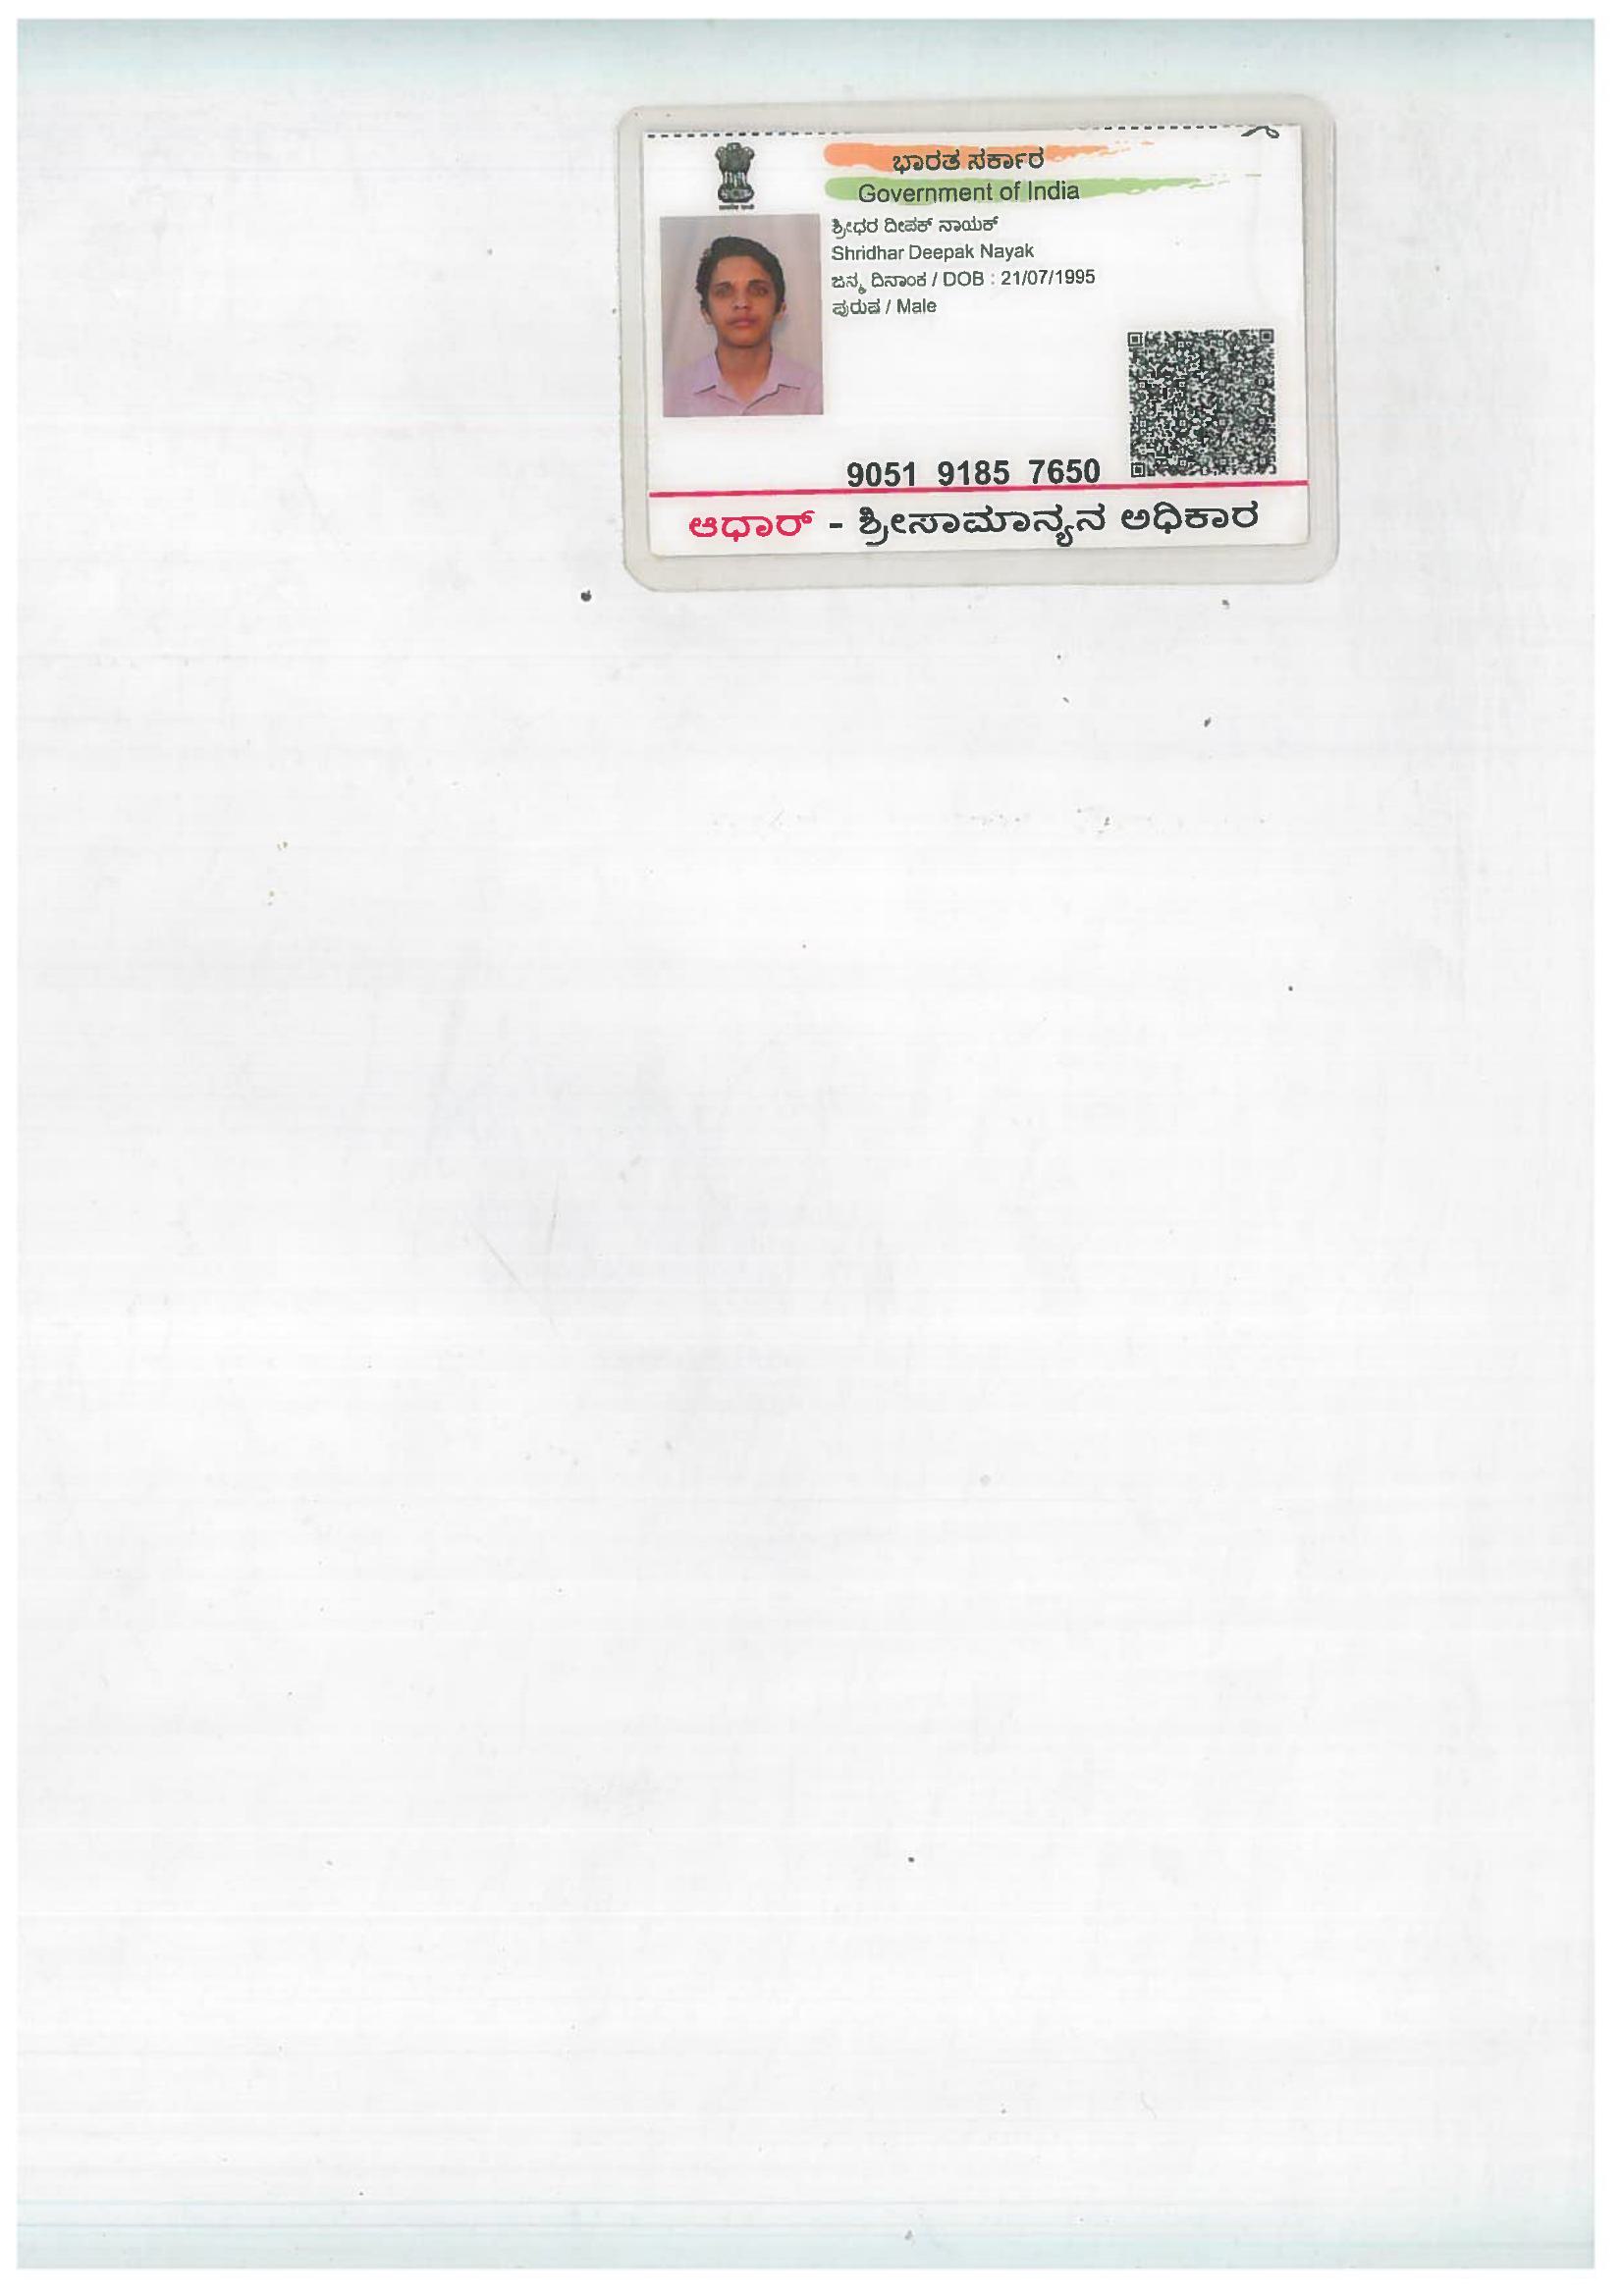 ಭಾರತ ಸರ್ಕಾರ
Government of India
ಶ್ರೀಧರ ದೀಪಕ್ ನಾಯಕ್
Shridhar Deepak Nayak
ಜನ್ಮ ದಿನಾಂಕ / DOB : 21/07/1995
ಪುರುಷ / Male
9051 9185 7650
ಆಧಾರ್ - ಶ್ರೀಸಾಮಾನ್ಯನ ಅಧಿಕಾರ